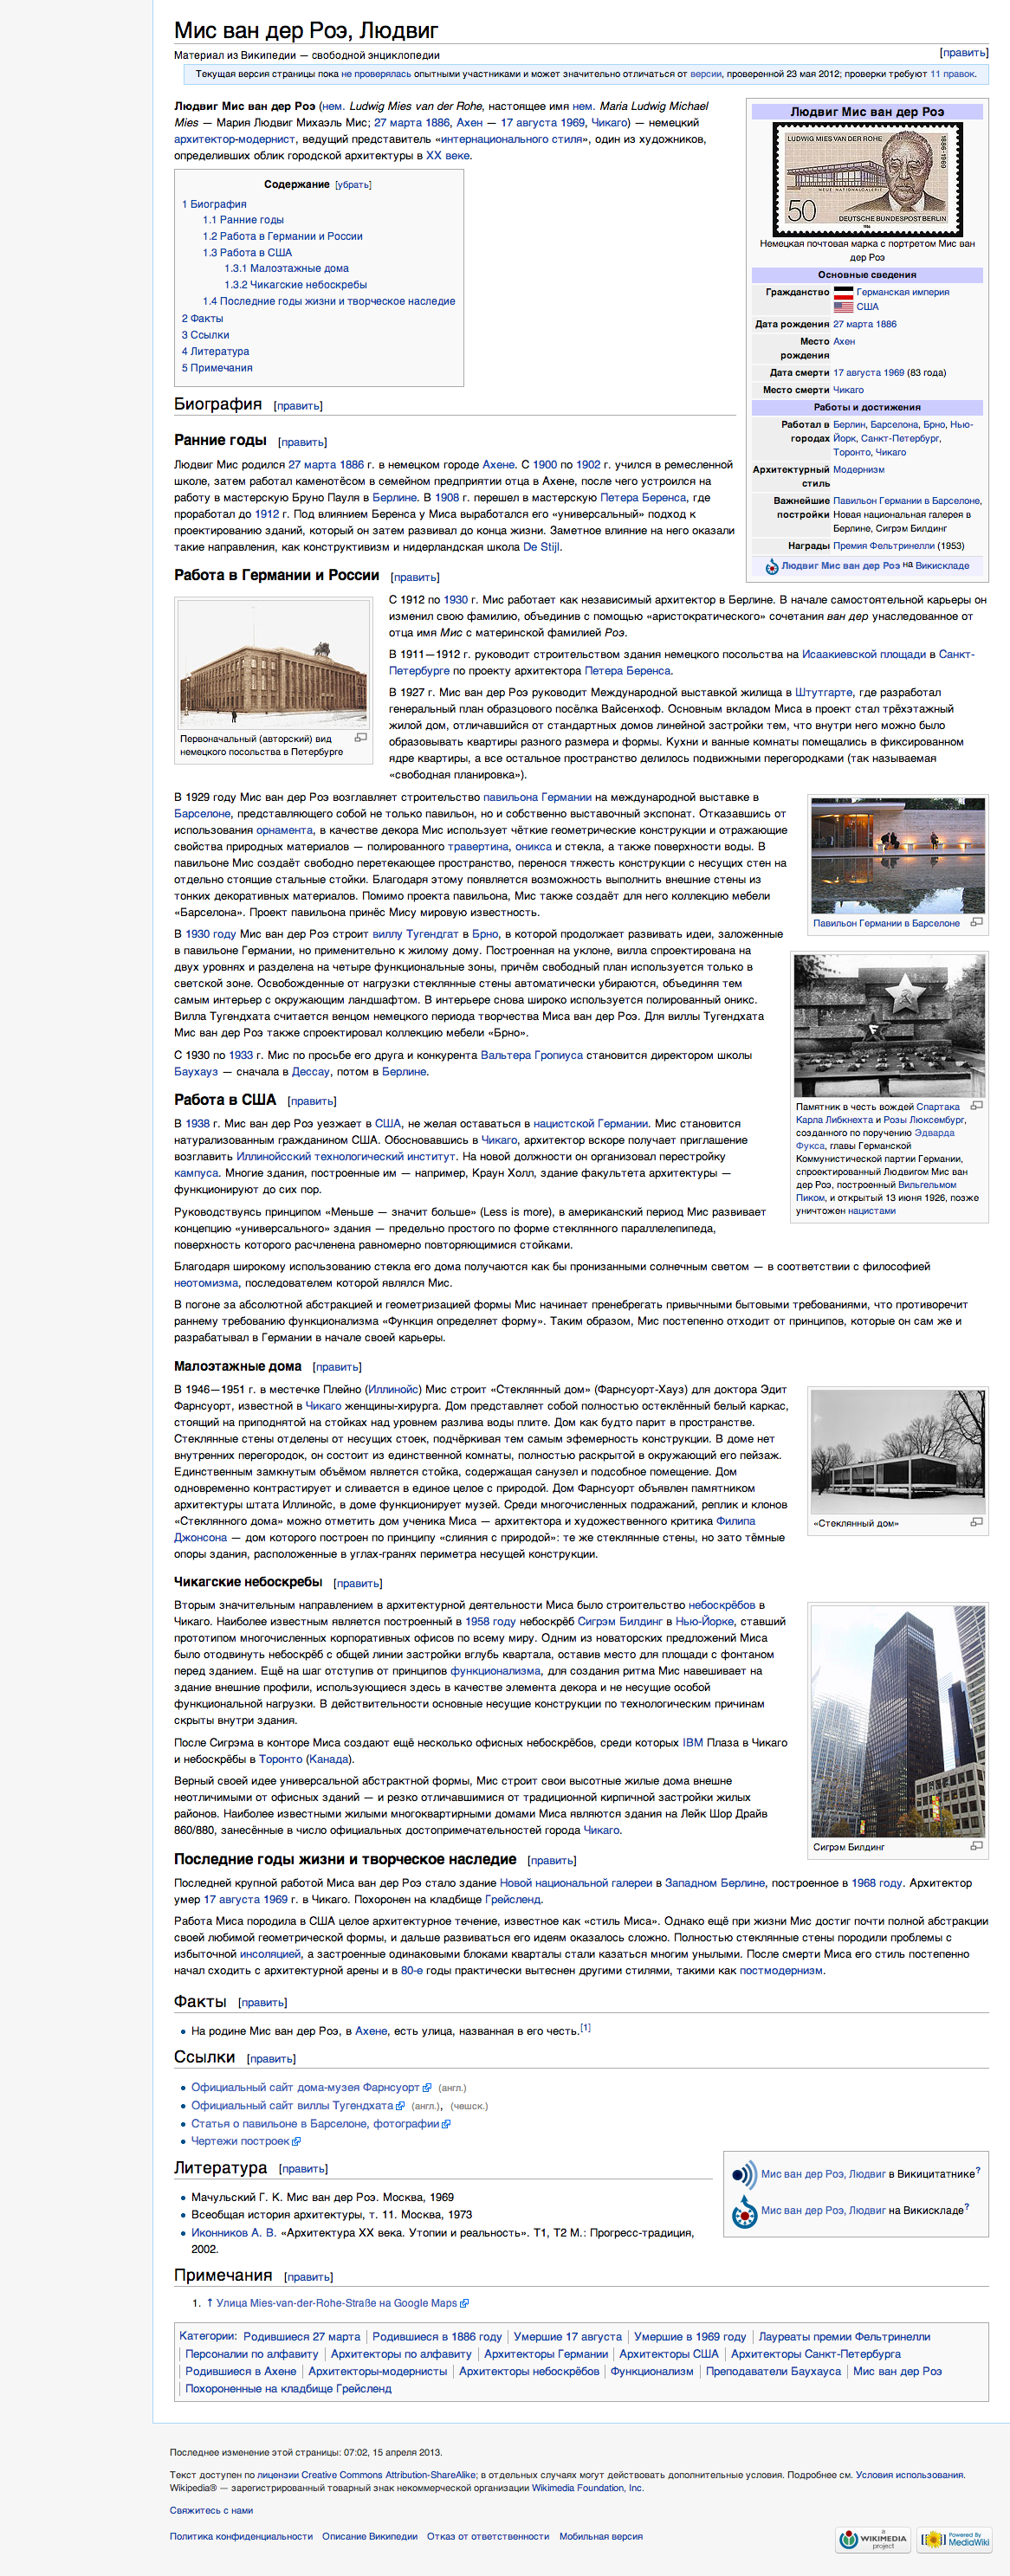 Мис ван дер Роэ, Людвиг
Материал из Википедии — свободной энциклопедии
[править]
Текущая версия страницы пока не проверялась опытными участниками и может значительно отличаться от версии, проверенной 23 мая 2012; проверки требуют 11 правок.
Людвиг Мис ван дер Роэ (нем. Ludwig Mies van der Rohe, настоящее имя нем. Maria Ludwig Michael
Mies — Мария Людвиг Михаэль Мис; 27 марта 1886, Ахен — 17 августа 1969, Чикаго) — немецкий
архитектор-модернист, ведущий представитель «интернационального стиля», один из художников,
определивших облик городской архитектуры в XX веке.
Содержание [убрать]
1 Биография
1.1 Ранние годы
1.2 Работа в Германии и России
1.3 Работа в США
1.3.1 Малоэтажные дома
1.3.2 Чикагские небоскребы
1.4 Последние годы жизни и творческое наследие
2 Факты
3 Ссылки
4 Литература
5 Примечания
Людвиг Мис ван дер Роэ
LUDWIG MIES VAN DER ROHE
1886-1969
NEUE NATIONALGALERIE
50
DEUTSCHE BUNDESPOST BERLIN
1986
Немецкая почтовая марка с портретом Мис ван
дер Роэ
Основные сведения
Гражданство Германская империя
США
Дата рождения 27 марта 1886
Место Ахен
рождения
Дата смерти 17 августа 1969 (83 года)
Место смерти Чикаго
Работы и достижения
Работал в Берлин, Барселона, Брно, Нью-
городах Йорк, Санкт-Петербург,
Торонто, Чикаго
Архитектурный Модернизм
стиль
Важнейшие Павильон Германии в Барселоне,
постройки Новая национальная галерея в
Берлине, Сигрэм Билдинг
Награды Премия Фельтринелли (1953)
Людвиг Мис ван дер Роэ на Викискладе
Биография [править]
Ранние годы [править]
Людвиг Мис родился 27 марта 1886 г. в немецком городе Ахене. С 1900 по 1902 г. учился в ремесленной
школе, затем работал каменотёсом в семейном предприятии отца в Ахене, после чего устроился на
работу в мастерскую Бруно Пауля в Берлине. В 1908 г. перешел в мастерскую Петера Беренса, где
проработал до 1912 г. Под влиянием Беренса у Миса выработался его «универсальный» подход к
проектированию зданий, который он затем развивал до конца жизни. Заметное влияние на него оказали
такие направления, как конструктивизм и нидерландская школа De Stijl.
Работа в Германии и России [править]
Первоначальный (авторский) вид
немецкого посольства в Петербурге
С 1912 по 1930 г. Мис работает как независимый архитектор в Берлине. В начале самостоятельной карьеры он
изменил свою фамилию, объединив с помощью «аристократического» сочетания ван дер унаследованное от
отца имя Мис с материнской фамилией Роэ.
В 1911—1912 г. руководит строительством здания немецкого посольства на Исаакиевской площади в Санкт-
Петербурге по проекту архитектора Петера Беренса.
В 1927 г. Мис ван дер Роэ руководит Международной выставкой жилища в Штутгарте, где разработал
генеральный план образцового посёлка Вайсенхоф. Основным вкладом Миса в проект стал трёхэтажный
жилой дом, отличавшийся от стандартных домов линейной застройки тем, что внутри него можно было
образовывать квартиры разного размера и формы. Кухни и ванные комнаты помещались в фиксированном
ядре квартиры, а все остальное пространство делилось подвижными перегородками (так называемая
«свободная планировка»).
В 1929 году Мис ван дер Роэ возглавляет строительство павильона Германии на международной выставке в
Барселоне, представляющего собой не только павильон, но и собственно выставочный экспонат. Отказавшись от
использования орнамента, в качестве декора Мис использует чёткие геометрические конструкции и отражающие
свойства природных материалов — полированного травертина, оникса и стекла, а также поверхности воды. В
павильоне Мис создаёт свободно перетекающее пространство, перенося тяжесть конструкции с несущих стен на
отдельно стоящие стальные стойки. Благодаря этому появляется возможность выполнить внешние стены из
тонких декоративных материалов. Помимо проекта павильона, Мис также создаёт для него коллекцию мебели
«Барселона». Проект павильона принёс Мису мировую известность.
Павильон Германии в Барселоне
В 1930 году Мис ван дер Роэ строит виллу Тугендгат в Брно, в которой продолжает развивать идеи, заложенные
в павильоне Германии, но применительно к жилому дому. Построенная на уклоне, вилла спроектирована на
двух уровнях и разделена на четыре функциональные зоны, причём свободный план используется только в
светской зоне. Освобожденные от нагрузки стеклянные стены автоматически убираются, объединяя тем
самым интерьер с окружающим ландшафтом. В интерьере снова широко используется полированный оникс.
Вилла Тугендхата считается венцом немецкого периода творчества Миса ван дер Роэ. Для виллы Тугендхата
Мис ван дер Роэ также спроектировал коллекцию мебели «Брно».
С 1930 по 1933 г. Мис по просьбе его друга и конкурента Вальтера Гропиуса становится директором школы
Баухауз — сначала в Дессау, потом в Берлине.
Памятник в честь вождей Спартака
Карла Либкнехта и Розы Люксембург,
созданного по поручению Эдварда
Фукса, главы Германской
Коммунистической партии Германии,
спроектированный Людвигом Мис ван
дер Роэ, построенный Вильгельмом
Пиком, и открытый 13 июня 1926, позже
уничтожен нацистами
Работа в США [править]
В 1938 г. Мис ван дер Роэ уезжает в США, не желая оставаться в нацистской Германии. Мис становится
натурализованным гражданином США. Обосновавшись в Чикаго, архитектор вскоре получает приглашение
возглавить Иллинойсский технологический институт. На новой должности он организовал перестройку
кампуса. Многие здания, построенные им — например, Краун Холл, здание факультета архитектуры —
функционируют до сих пор.
Руководствуясь принципом «Меньше — значит больше» (Less is more), в американский период Мис развивает
концепцию «универсального» здания — предельно простого по форме стеклянного параллелепипеда,
поверхность которого расчленена равномерно повторяющимися стойками.
Благодаря широкому использованию стекла его дома получаются как бы пронизанными солнечным светом — в соответствии с философией
неотомизма, последователем которой являлся Мис.
В погоне за абсолютной абстракцией и геометризацией формы Мис начинает пренебрегать привычными бытовыми требованиями, что противоречит
раннему требованию функционализма «Функция определяет форму». Таким образом, Мис постепенно отходит от принципов, которые он сам же и
разрабатывал в Германии в начале своей карьеры.
Малоэтажные дома [править]
В 1946—1951 г. в местечке Плейно (Иллинойс) Мис строит «Стеклянный дом» (Фарнсуорт-Хауз) для доктора Эдит
Фарнсуорт, известной в Чикаго женщины-хирурга. Дом представляет собой полностью остеклённый белый каркас,
стоящий на приподнятой на стойках над уровнем разлива воды плите. Дом как будто парит в пространстве.
Стеклянные стены отделены от несущих стоек, подчёркивая тем самым эфемерность конструкции. В доме нет
внутренних перегородок, он состоит из единственной комнаты, полностью раскрытой в окружающий его пейзаж.
Единственным замкнутым объёмом является стойка, содержащая санузел и подсобное помещение. Дом
одновременно контрастирует и сливается в единое целое с природой. Дом Фарнсуорт объявлен памятником
архитектуры штата Иллинойс, в доме функционирует музей. Среди многочисленных подражаний, реплик и клонов
«Стеклянного дома» можно отметить дом ученика Миса — архитектора и художественного критика Филипа
Джонсона — дом которого построен по принципу «слияния с природой»: те же стеклянные стены, но зато тёмные
опоры здания, расположенные в углах-гранях периметра несущей конструкции.
«Стеклянный дом»
Чикагские небоскребы [править]
Вторым значительным направлением в архитектурной деятельности Миса было строительство небоскрёбов в
Чикаго. Наиболее известным является построенный в 1958 году небоскрёб Сигрэм Билдинг в Нью-Йорке, ставший
прототипом многочисленных корпоративных офисов по всему миру. Одним из новаторских предложений Миса
было отодвинуть небоскрёб с общей линии застройки вглубь квартала, оставив место для площади с фонтаном
перед зданием. Ещё на шаг отступив от принципов функционализма, для создания ритма Мис навешивает на
здание внешние профили, использующиеся здесь в качестве элемента декора и не несущие особой
функциональной нагрузки. В действительности основные несущие конструкции по технологическим причинам
скрыты внутри здания.
После Сигрэма в конторе Миса создают ещё несколько офисных небоскрёбов, среди которых IBM Плаза в Чикаго
и небоскрёбы в Торонто (Канада).
Верный своей идее универсальной абстрактной формы, Мис строит свои высотные жилые дома внешне
неотличимыми от офисных зданий — и резко отличавшимися от традиционной кирпичной застройки жилых
районов. Наиболее известными жилыми многоквартирными домами Миса являются здания на Лейк Шор Драйв
860/880, занесённые в число официальных достопримечательностей города Чикаго.
Сигрэм Билдинг
Последние годы жизни и творческое наследие [править]
Последней крупной работой Миса ван дер Роэ стало здание Новой национальной галереи в Западном Берлине, построенное в 1968 году. Архитектор
умер 17 августа 1969 г. в Чикаго. Похоронен на кладбище Грейсленд.
Работа Миса породила в США целое архитектурное течение, известное как «стиль Миса». Однако ещё при жизни Мис достиг почти полной абстракции
своей любимой геометрической формы, и дальше развиваться его идеям оказалось сложно. Полностью стеклянные стены породили проблемы с
избыточной инсоляцией, а застроенные одинаковыми блоками кварталы стали казаться многим унылыми. После смерти Миса его стиль постепенно
начал сходить с архитектурной арены и в 80-е годы практически вытеснен другими стилями, такими как постмодернизм.
Факты [править]
На родине Мис ван дер Роэ, в Ахене, есть улица, названная в его честь.[1]
Ссылки [править]
Официальный сайт дома-музея Фарнсуорт (англ.)
Официальный сайт виллы Тугендхата (англ.), (чешск.)
Статья о павильоне в Барселоне, фотографии
Чертежи построек
Литература [править]
Мис ван дер Роэ, Людвиг в Викицитатнике?
Мис ван дер Роэ, Людвиг на Викискладе?
Мачульский Г. К. Мис ван дер Роэ. Москва, 1969
Всеобщая история архитектуры, т. 11. Москва, 1973
Иконников А. В. «Архитектура XX века. Утопии и реальность». Т1, Т2 М.: Прогресс-традиция,
2002.
Примечания [править]
1. ↑ Улица Mies-van-der-Rohe-Straße на Google Maps
Категории: Родившиеся 27 марта | Родившиеся в 1886 году | Умершие 17 августа | Умершие в 1969 году | Лауреаты премии Фельтринелли
| Персоналии по алфавиту | Архитекторы по алфавиту | Архитекторы Германии | Архитекторы США | Архитекторы Санкт-Петербурга
| Родившиеся в Ахене | Архитекторы-модернисты | Архитекторы небоскрёбов | Функционализм | Преподаватели Баухауса | Мис ван дер Роэ
| Похороненные на кладбище Грейсленд
Последнее изменение этой страницы: 07:02, 15 апреля 2013.
Текст доступен по лицензии Creative Commons Attribution-ShareAlike; в отдельных случаях могут действовать дополнительные условия. Подробнее см. Условия использования.
Wikipedia® — зарегистрированный товарный знак некоммерческой организации Wikimedia Foundation, Inc.
Свяжитесь с нами
Политика конфиденциальности Описание Википедии Отказ от ответственности Мобильная версия
a WIKIMEDIA project
Powered By MediaWiki